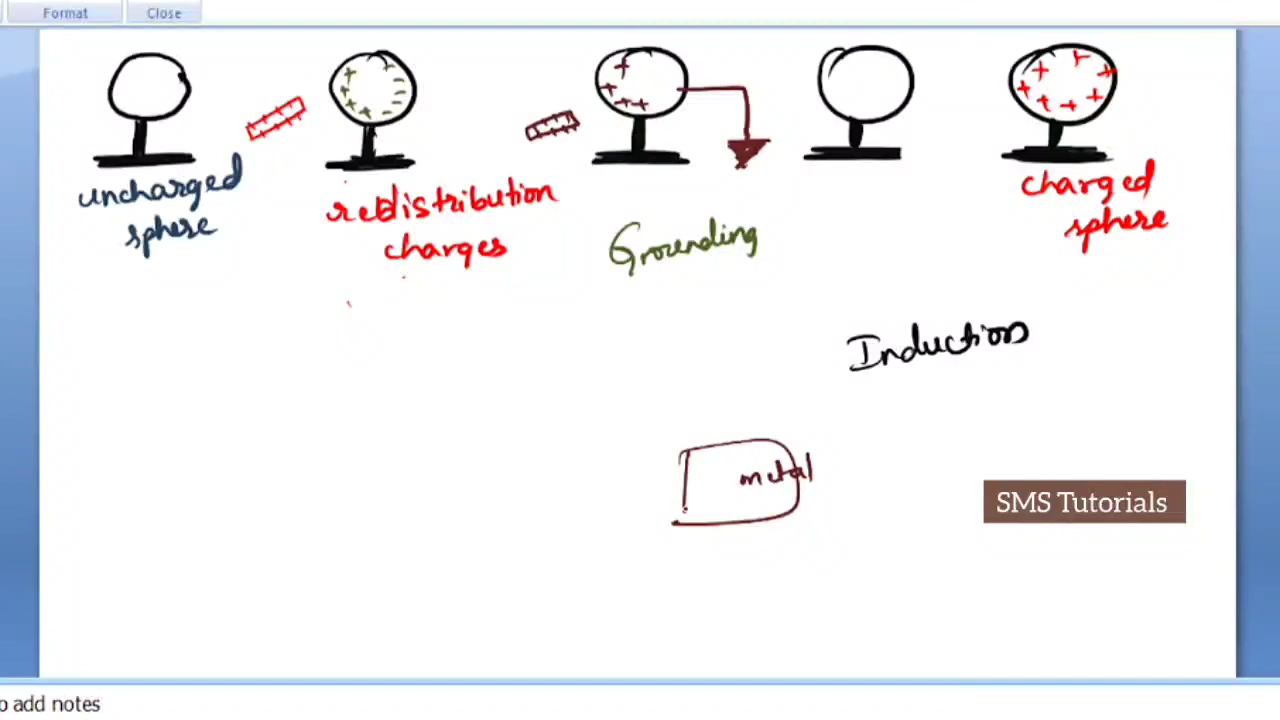 Format Close
uncharged
sphere
redistribution
charges
Grounding
charged
sphere
Induction
metal
SMS Tutorials
o add notes